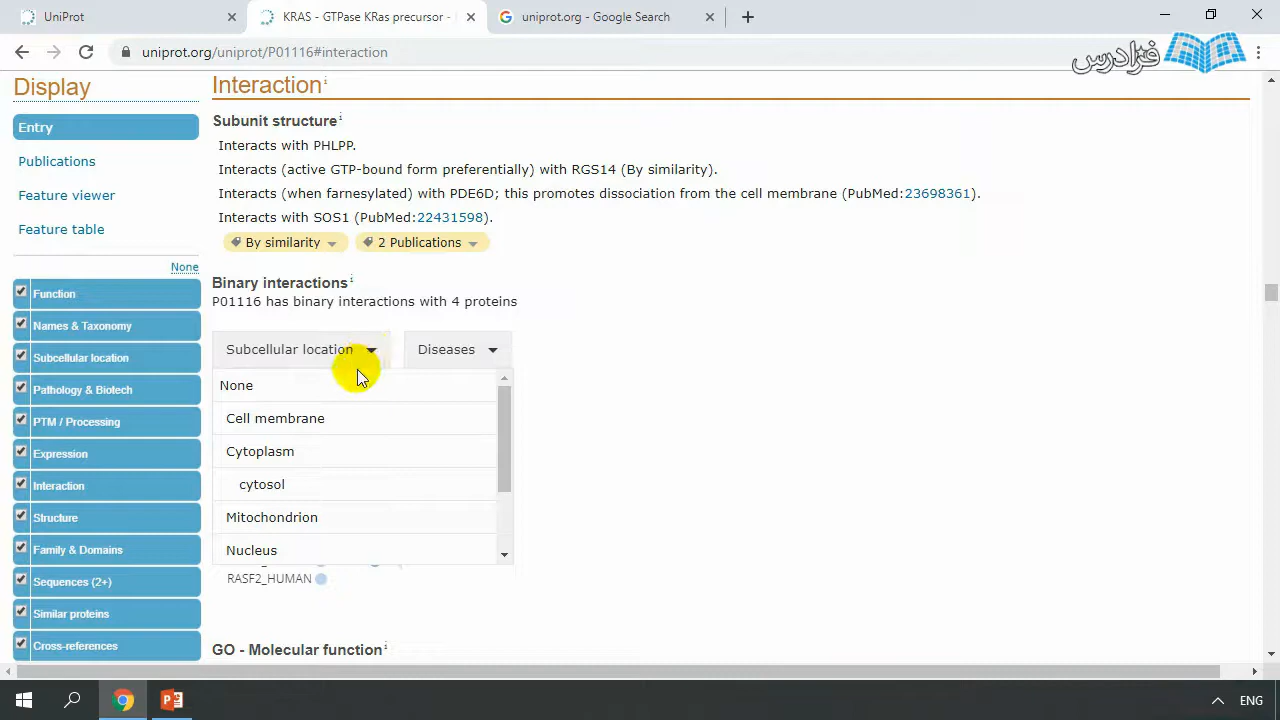 UniProt
KRAS - GTPase KRas precursor -
uniprot.org - Google Search
uniprot.org/uniprot/P01116#interaction
فرادرس
Display
Entry
Publications
Feature viewer
Feature table
None
Function
Names & Taxonomy
Subcellular location
Pathology & Biotech
PTM / Processing
Expression
Interaction
Structure
Family & Domains
Sequences (2+)
Similar proteins
Cross-references
Interaction i
Subunit structure i
Interacts with PHLPP.
Interacts (active GTP-bound form preferentially) with RGS14 (By similarity).
Interacts (when farnesylated) with PDE6D; this promotes dissociation from the cell membrane (PubMed:23698361).
Interacts with SOS1 (PubMed:22431598).
By similarity 2 Publications
Binary interactions i
P01116 has binary interactions with 4 proteins
Subcellular location Diseases
None
Cell membrane
Cytoplasm
cytosol
Mitochondrion
Nucleus
RASF2_HUMAN
GO - Molecular function i
ENG